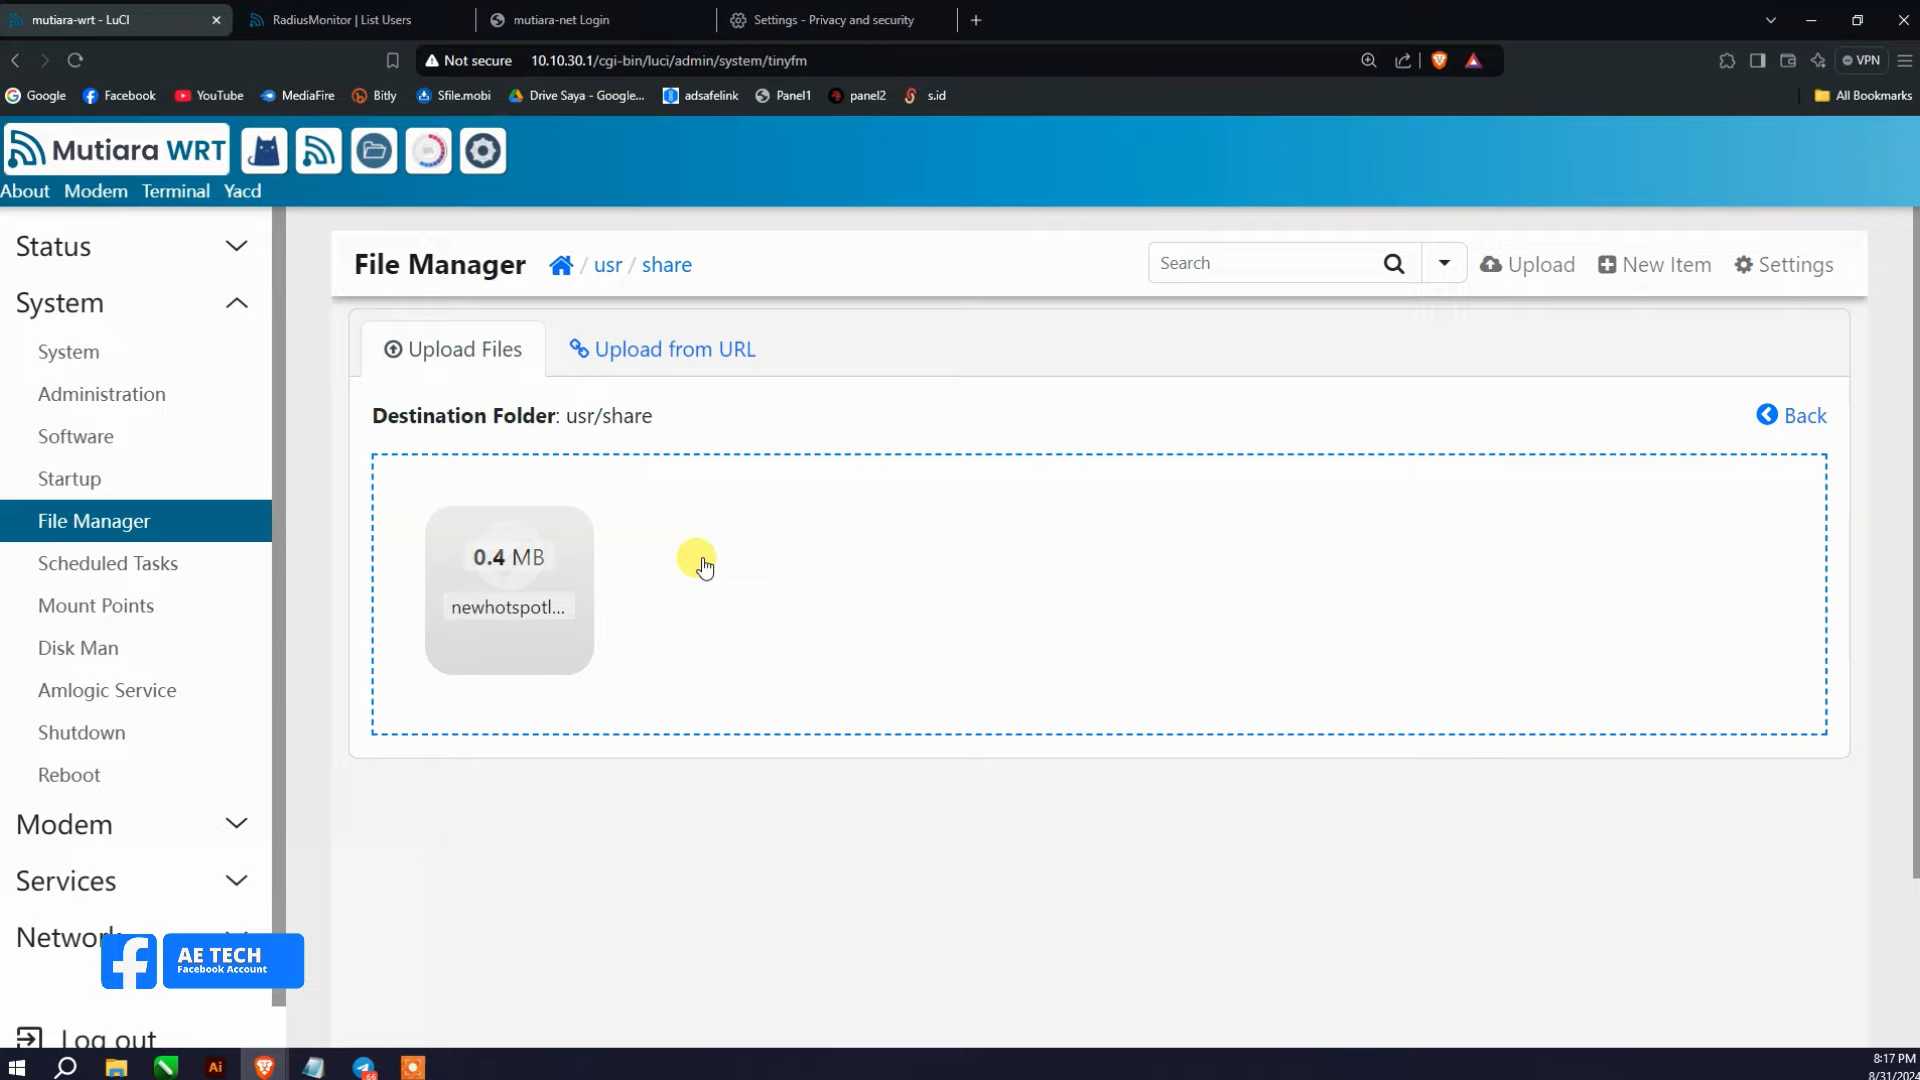 mutiara-wrt - LuCI
RadiusMonitor | List Users
mutiara-net Login
Settings - Privacy and security
Not secure 10.10.30.1/cgi-bin/luci/admin/system/tinyfm
VPN
Google Facebook YouTube MediaFire Bitly Sfile.mobi Drive Saya - Google... adsafelink Panel1 panel2 s.id All Bookmarks
Mutiara WRT
About Modem Terminal Yacd
Status
System
System
Administration
Software
Startup
File Manager
Scheduled Tasks
Mount Points
Disk Man
Amlogic Service
Shutdown
Reboot
Modem
Services
Network
Log out
File Manager / usr / share
Search
Upload New Item Settings
Upload Files Upload from URL
Destination Folder: usr/share
Back
0.4 MB
newhotspotl...
AE TECH
Facebook Account
Ai
66
8:17 PM
8/31/2024